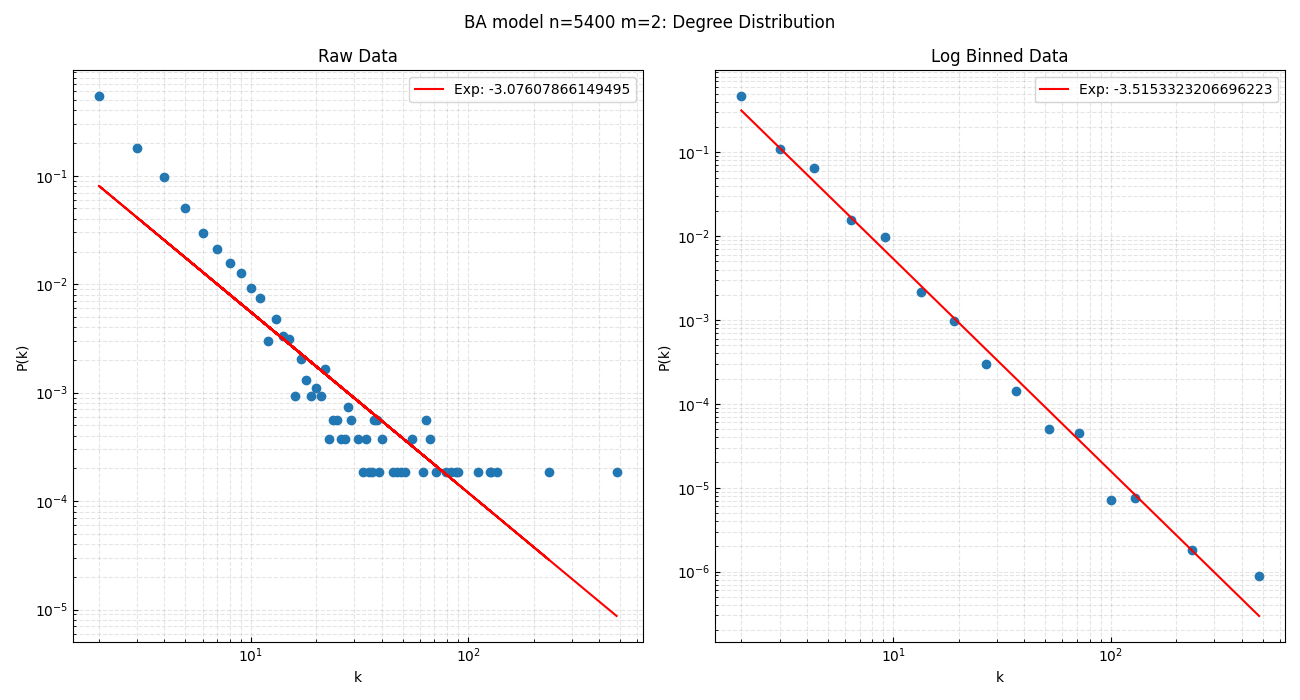 BA model n=5400 m=2: Degree Distribution
Raw Data
Exp: -3.07607866149495
P(k)
10⁻¹
10⁻²
10⁻³
10⁻⁴
10⁻⁵
10¹ 10²
k
Log Binned Data
Exp: -3.5153323206696223
P(k)
10⁻¹
10⁻²
10⁻³
10⁻⁴
10⁻⁵
10⁻⁶
10¹ 10²
k